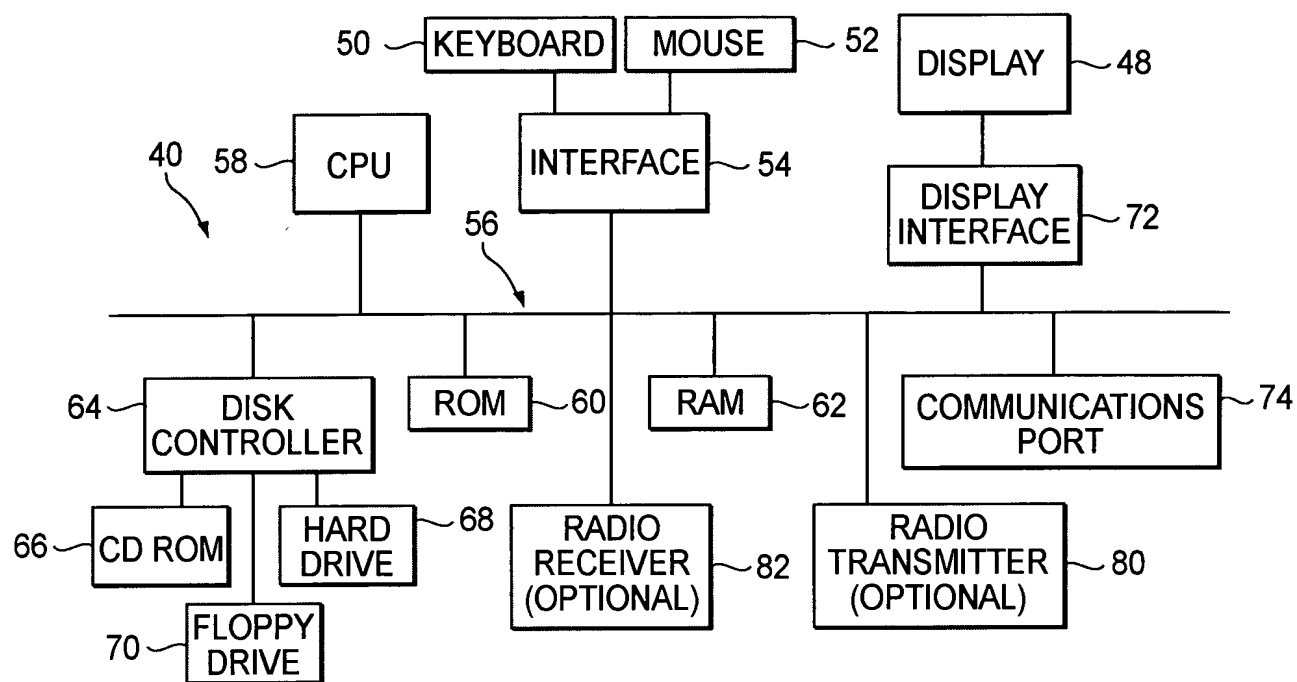 50 KEYBOARD MOUSE 52
DISPLAY 48
40
58 CPU
INTERFACE 54
DISPLAY
INTERFACE 72
56
64 DISK
CONTROLLER
ROM 60
RAM 62
COMMUNICATIONS
PORT 74
66 CD ROM
HARD
DRIVE 68
70 FLOPPY
DRIVE
RADIO
RECEIVER
(OPTIONAL) 82
RADIO
TRANSMITTER
(OPTIONAL) 80